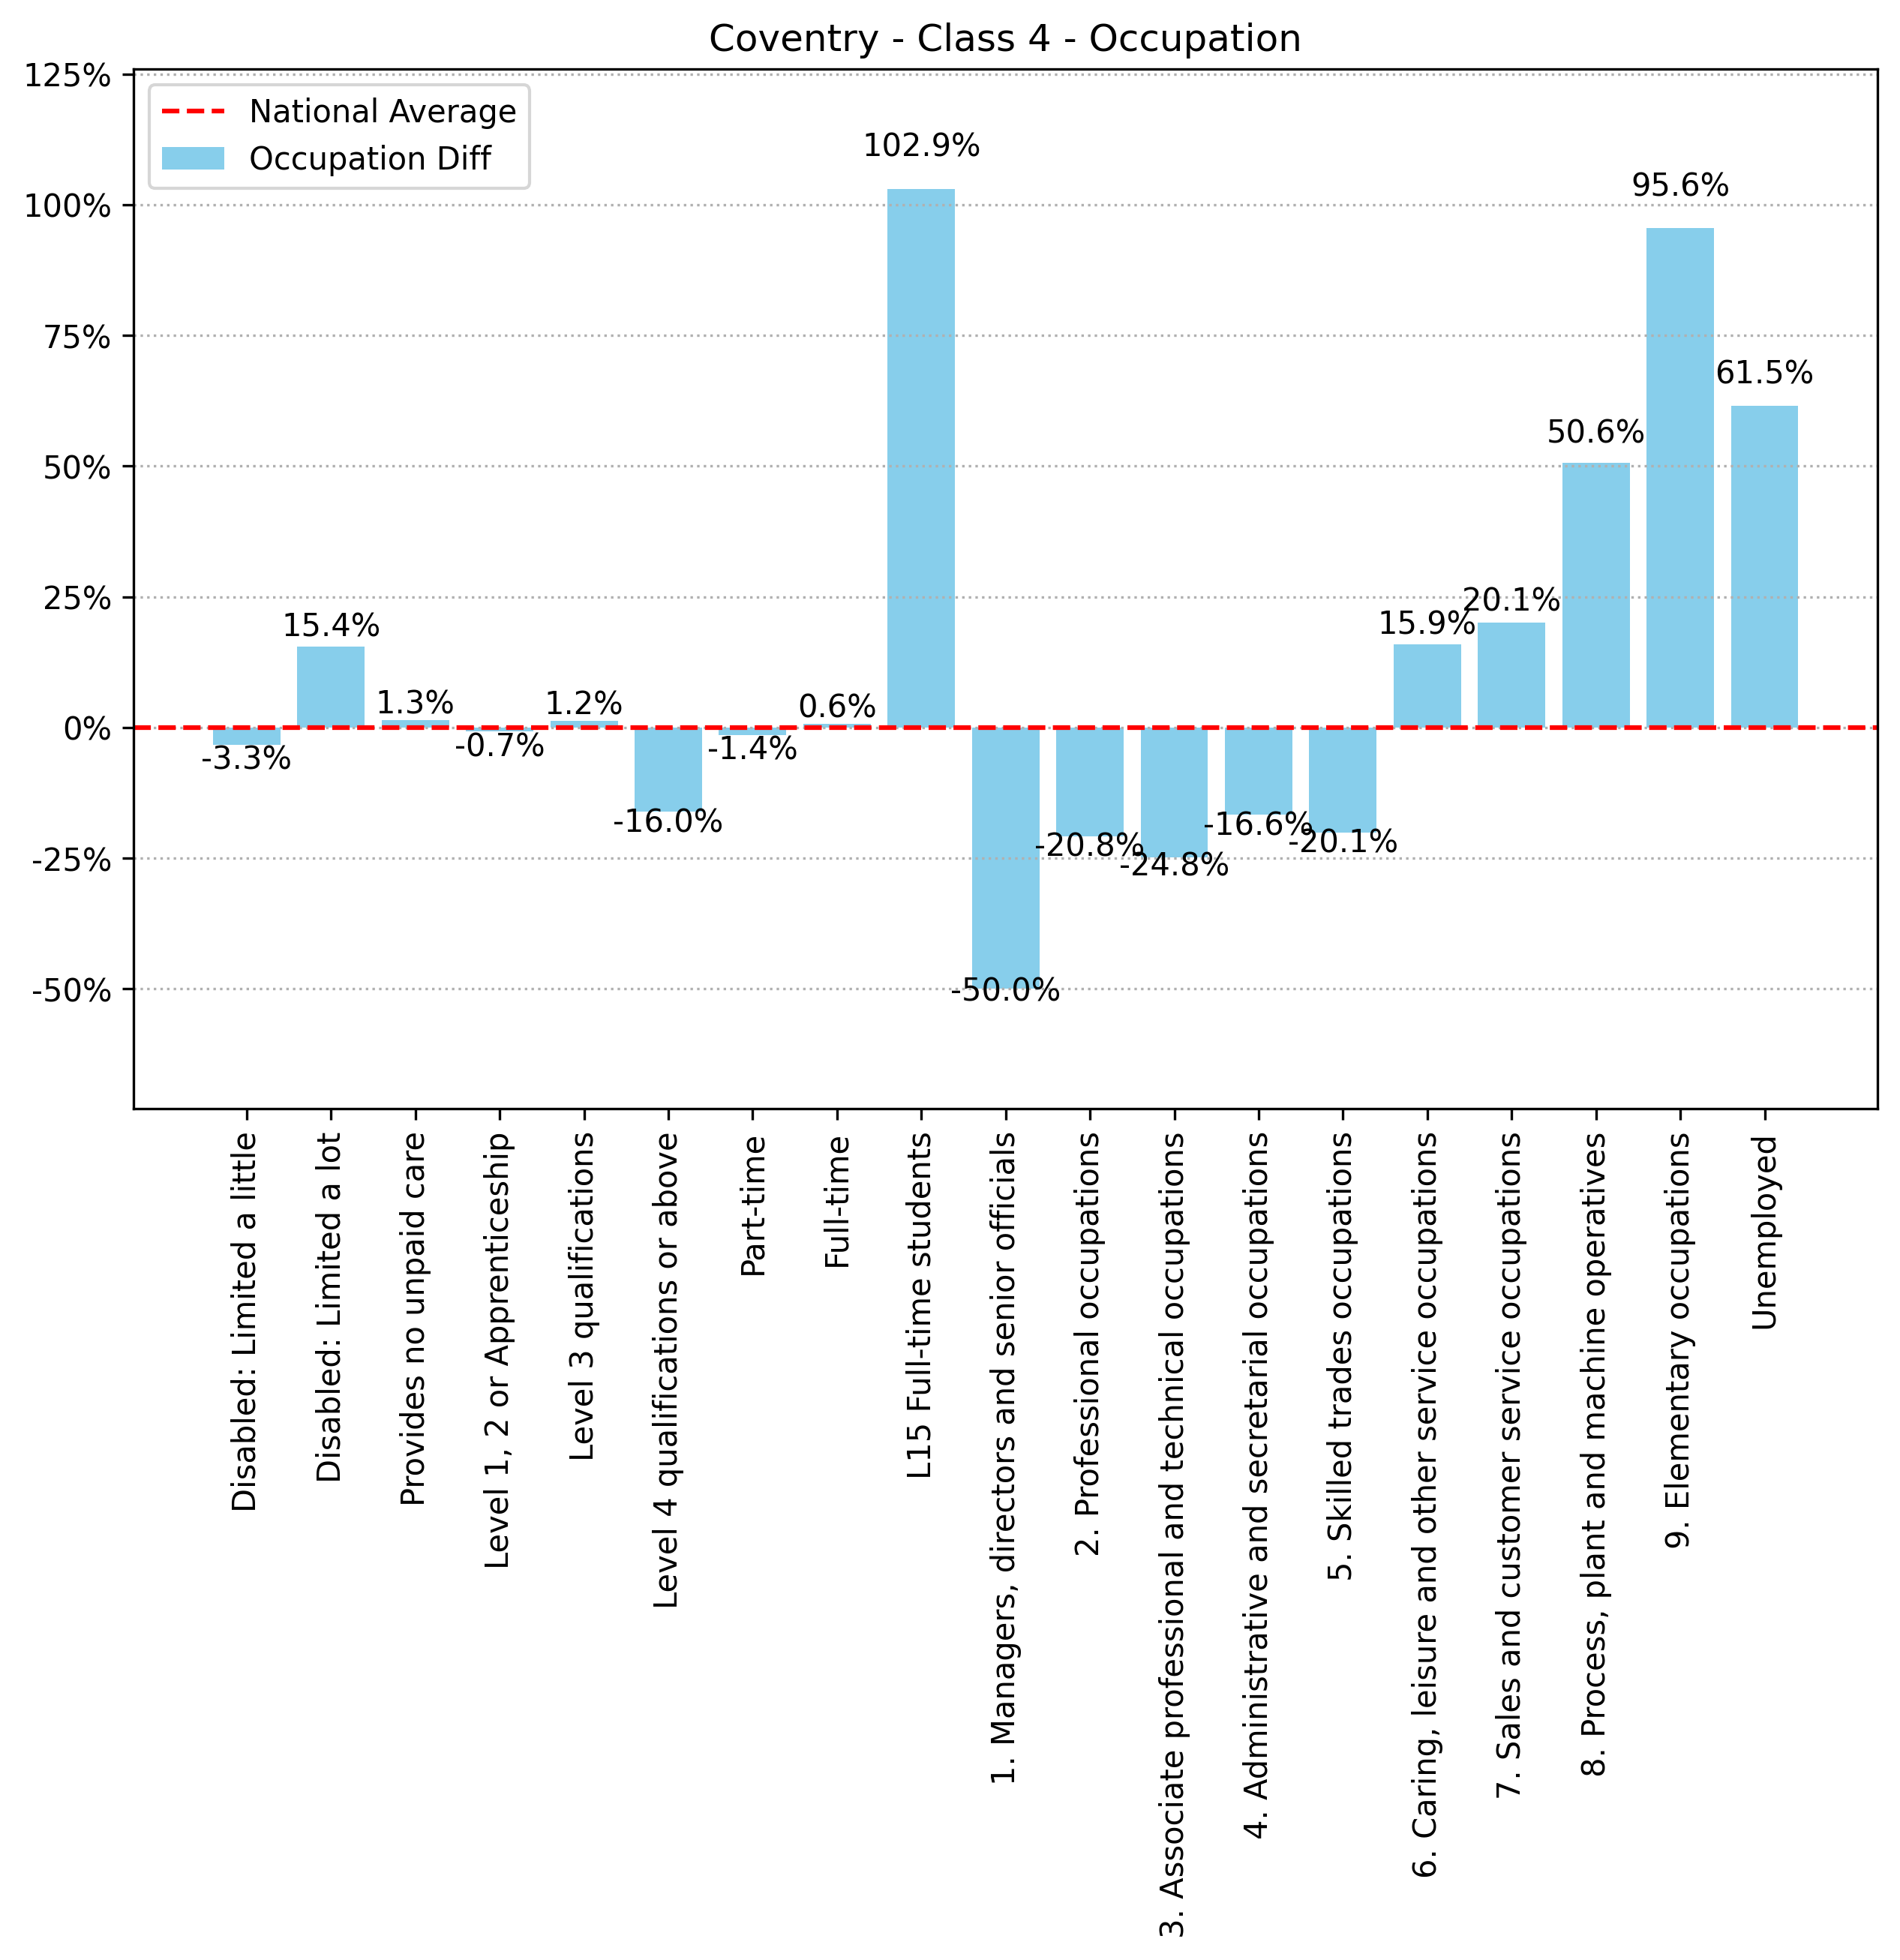 Coventry - Class 4 - Occupation
125%
100%
75%
50%
25%
0%
-25%
-50%
National Average
Occupation Diff
-3.3%
15.4%
1.3%
-0.7%
1.2%
-16.0%
-1.4%
0.6%
102.9%
-50.0%
-20.8%
-24.8%
-16.6%
-20.1%
15.9%
20.1%
50.6%
95.6%
61.5%
Disabled: Limited a little
Disabled: Limited a lot
Provides no unpaid care
Level 1, 2 or Apprenticeship
Level 3 qualifications
Level 4 qualifications or above
Part-time
Full-time
L15 Full-time students
1. Managers, directors and senior officials
2. Professional occupations
3. Associate professional and technical occupations
4. Administrative and secretarial occupations
5. Skilled trades occupations
6. Caring, leisure and other service occupations
7. Sales and customer service occupations
8. Process, plant and machine operatives
9. Elementary occupations
Unemployed